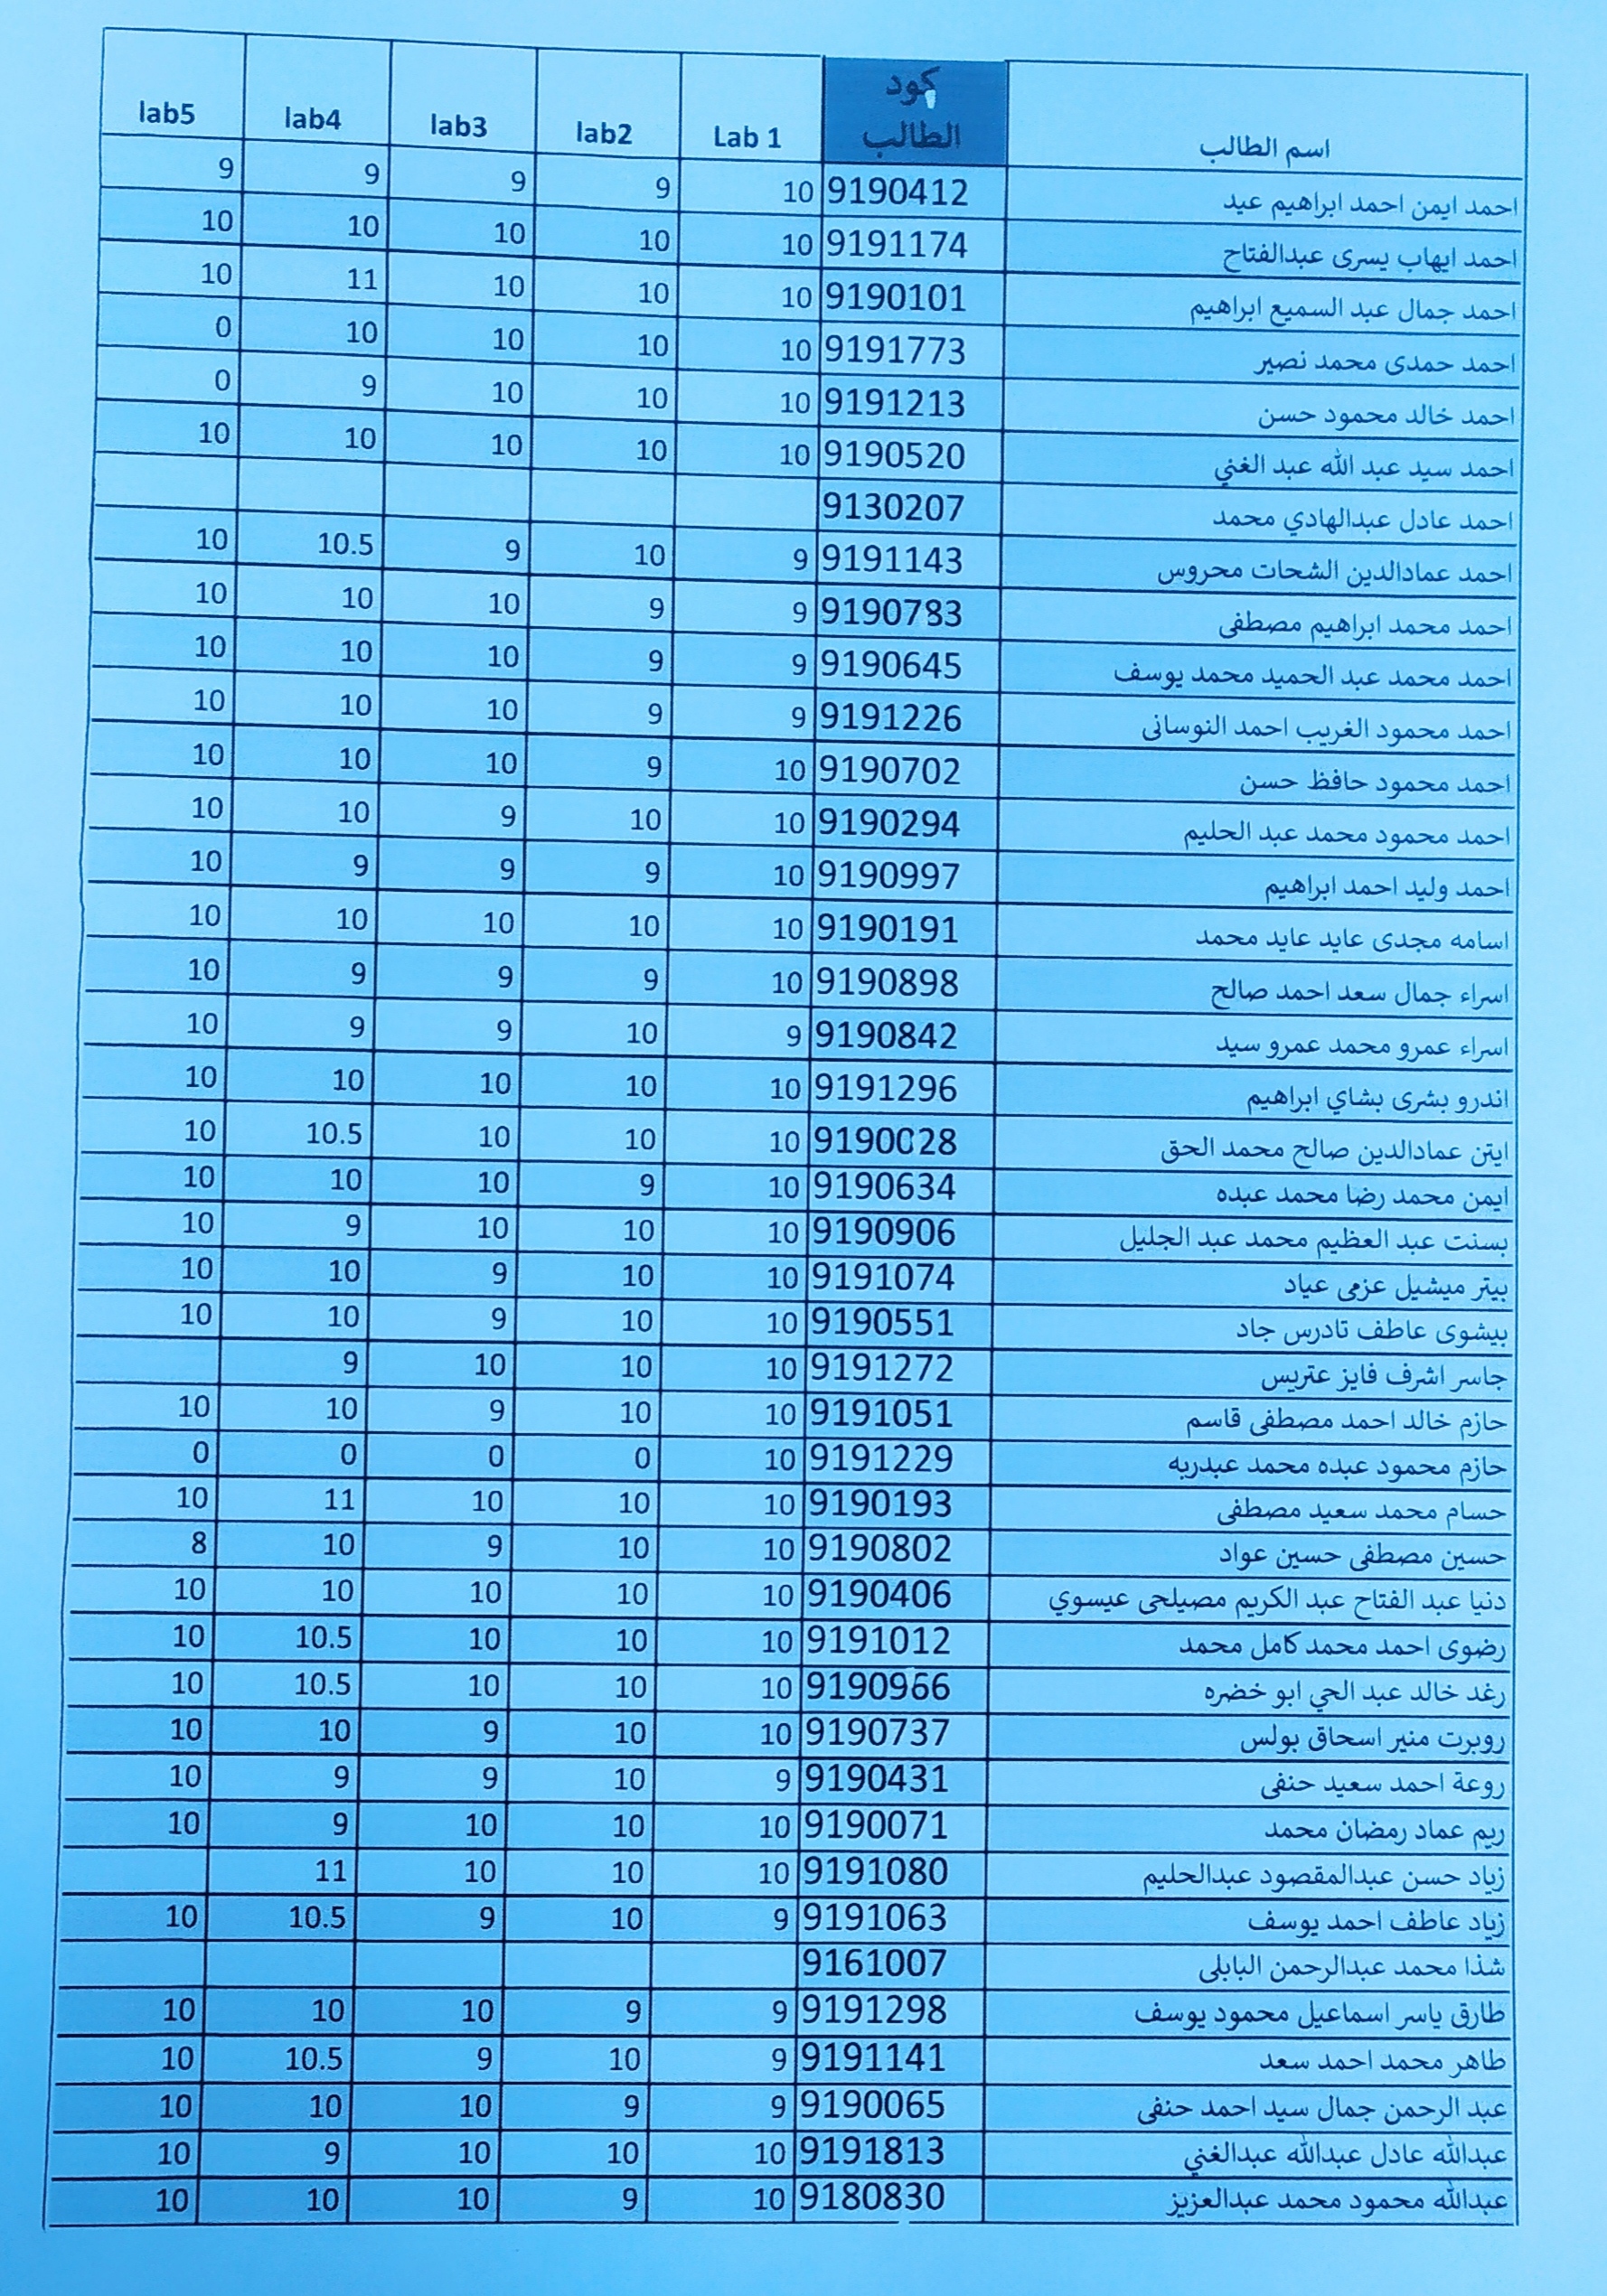 اسم الطالب كود الطالب Lab 1 lab2 lab3 lab4 lab5
احمد ايمن احمد ابراهيم عيد 9190412 10 9 9 9 9
احمد ايهاب يسرى عبدالفتاح 9191174 10 10 10 10 10
احمد جمال عبد السميع ابراهيم 9190101 10 10 10 11 10
احمد حمدى محمد نصير 9191773 10 10 10 10 0
احمد خالد محمود حسن 9191213 10 10 10 9 0
احمد سيد عبد الله عبد الغني 9190520 10 10 10 10 10
احمد عادل عبدالهادي محمد 9130207
احمد عمادالدين الشحات محروس 9191143 9 10 9 10.5 10
احمد محمد ابراهيم مصطفى 9190783 9 9 10 10 10
احمد محمد عبد الحميد محمد يوسف 9190645 9 9 10 10 10
احمد محمود الغريب احمد النوسانى 9191226 9 9 10 10 10
احمد محمود حافظ حسن 9190702 10 9 10 10 10
احمد محمود محمد عبد الحليم 9190294 10 10 9 10 10
احمد وليد احمد ابراهيم 9190997 10 9 9 9 10
اسامه مجدى عايد عايد محمد 9190191 10 10 10 10 10
اسراء جمال سعد احمد صالح 9190898 10 9 9 9 10
اسراء عمرو محمد عمرو سيد 9190842 9 10 9 9 10
اندرو بشرى بشاي ابراهيم 9191296 10 10 10 10 10
ايتن عمادالدين صالح محمد الحق 9190028 10 10 10 10.5 10
ايمن محمد رضا محمد عبده 9190634 10 9 10 10 10
بسنت عبد العظيم محمد عبد الجليل 9190906 10 10 10 9 10
بيتر ميشيل عزمى عياد 9191074 10 10 9 10 10
بيشوى عاطف تادرس جاد 9190551 10 10 9 10 10
جاسر اشرف فايز عتريس 9191272 10 10 10 9
حازم خالد احمد مصطفى قاسم 9191051 10 10 9 10 10
حازم محمود عبده محمد عبدربه 9191229 10 0 0 0 0
حسام محمد سعيد مصطفى 9190193 10 10 10 11 10
حسين مصطفى حسين عواد 9190802 10 10 9 10 8
دنيا عبد الفتاح عبد الكريم مصيلحى عيسوي 9190406 10 10 10 10 10
رضوى احمد محمد كامل محمد 9191012 10 10 10 10.5 10
رغد خالد عبد الحي ابو خضره 9190966 10 10 10 10.5 10
روبرت منير اسحاق بولس 9190737 10 10 9 10 10
روعة احمد سعيد حنفى 9190431 9 10 9 9 10
ريم عماد رمضان محمد 9190071 10 10 10 9 10
زياد حسن عبدالمقصود عبدالحليم 9191080 10 10 10 11
زياد عاطف احمد يوسف 9191063 9 10 9 10.5 10
شذا محمد عبدالرحمن البابلى 9161007
طارق ياسر اسماعيل محمود يوسف 9191298 9 9 10 10 10
طاهر محمد احمد سعد 9191141 9 10 9 10.5 10
عبد الرحمن جمال سيد احمد حنفى 9190065 9 9 10 10 10
عبدالله عادل عبدالله عبدالغني 9191813 10 10 10 9 10
عبدالله محمود محمد عبدالعزيز 9180830 10 9 10 10 10